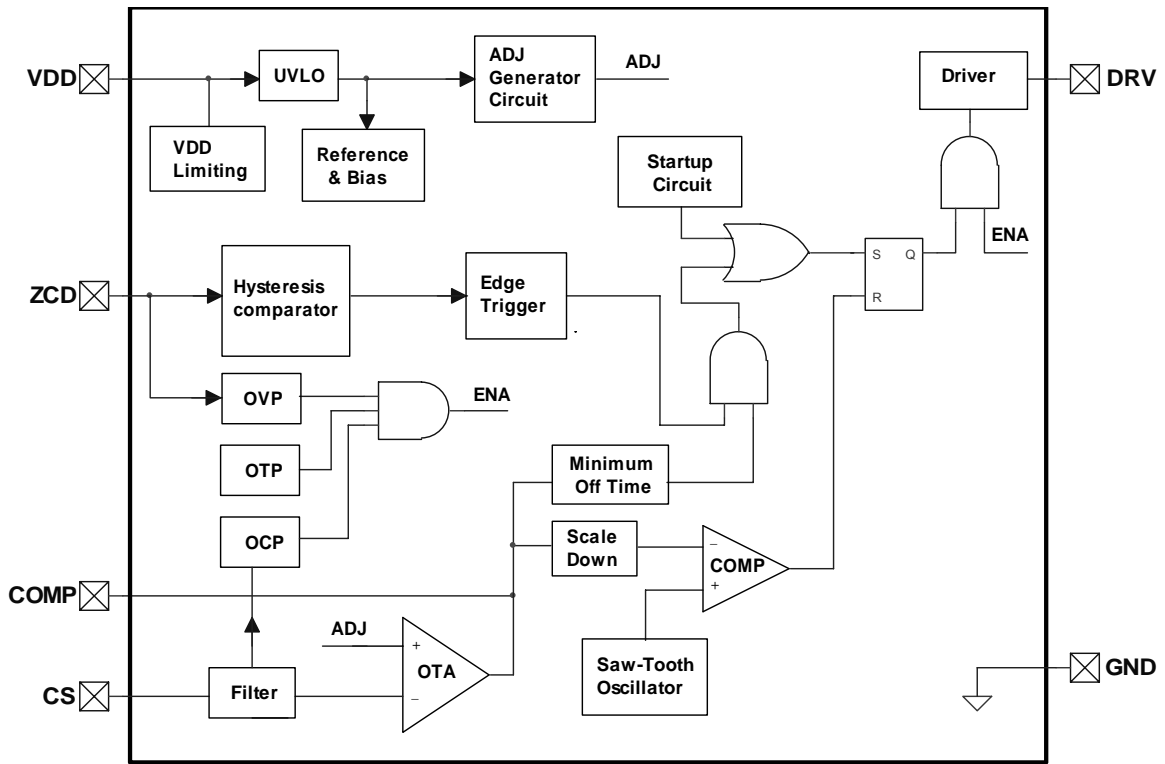 VDD
UVLO
ADJ
Generator
Circuit
ADJ
Driver
DRV
VDD
Limiting
Reference
& Bias
Startup
Circuit
ENA
S
Q
R
ZCD
Hysteresis
comparator
Edge
Trigger
OVP
ENA
OTP
Minimum
Off Time
OCP
Scale
Down
−
COMP
+
COMP
ADJ
+
OTA
−
Saw-Tooth
Oscillator
CS
Filter
GND